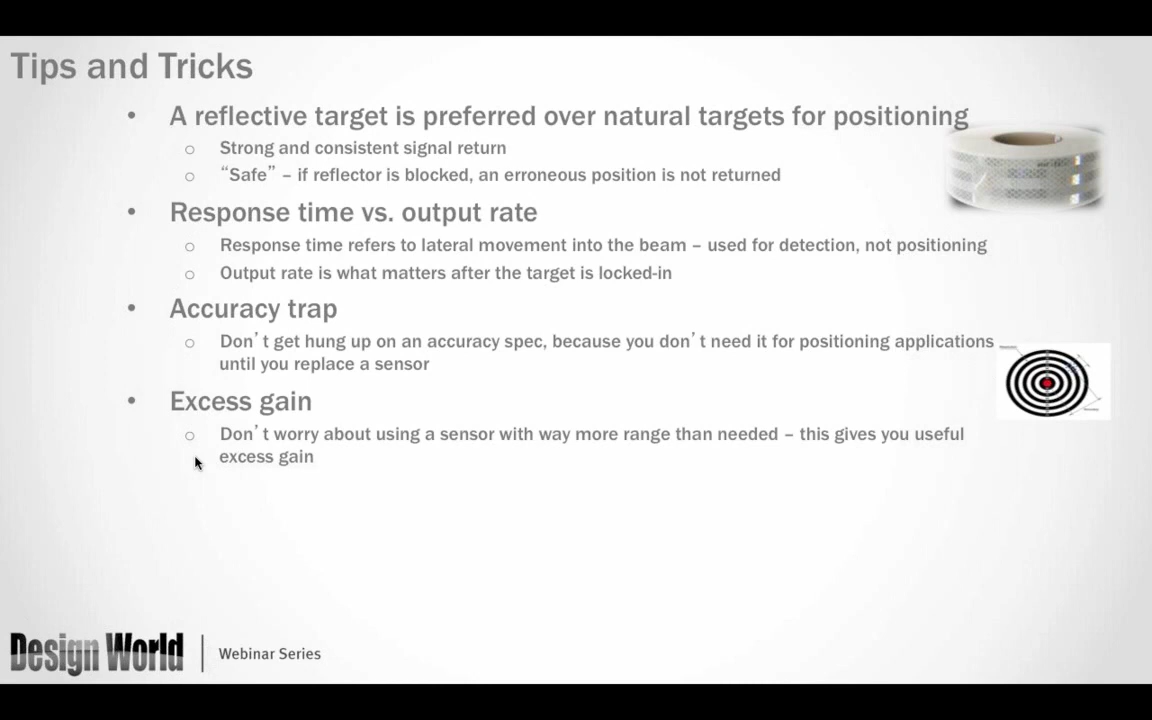 Tips and Tricks
• A reflective target is preferred over natural targets for positioning
○ Strong and consistent signal return
○ “Safe” – if reflector is blocked, an erroneous position is not returned
• Response time vs. output rate
○ Response time refers to lateral movement into the beam – used for detection, not positioning
○ Output rate is what matters after the target is locked-in
• Accuracy trap
○ Don’t get hung up on an accuracy spec, because you don’t need it for positioning applications
until you replace a sensor
• Excess gain
○ Don’t worry about using a sensor with way more range than needed – this gives you useful
excess gain
Design World
Webinar Series